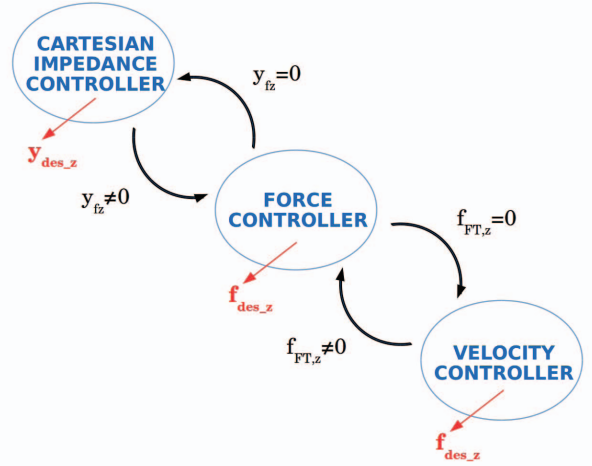 CARTESIAN
IMPEDANCE
CONTROLLER
y_fz=0
y_des_z
y_fz≠0
FORCE
CONTROLLER
f_FT,z=0
f_des_z
f_FT,z≠0
VELOCITY
CONTROLLER
f_des_z